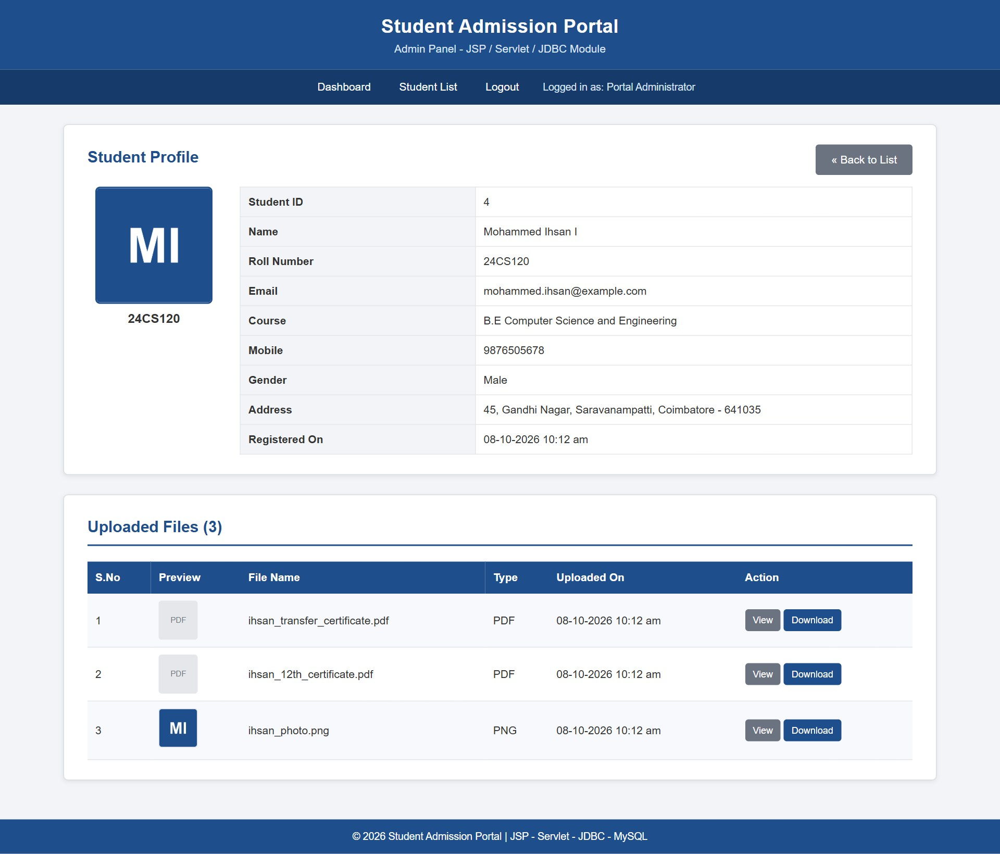 Student Admission Portal
Admin Panel - JSP / Servlet / JDBC Module
Dashboard Student List Logout Logged in as: Portal Administrator
Student Profile
« Back to List
MI
24CS120
Student ID 4
Name Mohammed Ihsan I
Roll Number 24CS120
Email mohammed.ihsan@example.com
Course B.E Computer Science and Engineering
Mobile 9876505678
Gender Male
Address 45, Gandhi Nagar, Saravanampatti, Coimbatore - 641035
Registered On 08-10-2026 10:12 am
Uploaded Files (3)
S.No Preview File Name Type Uploaded On Action
1 PDF ihsan_transfer_certificate.pdf PDF 08-10-2026 10:12 am View Download
2 PDF ihsan_12th_certificate.pdf PDF 08-10-2026 10:12 am View Download
3 MI ihsan_photo.png PNG 08-10-2026 10:12 am View Download
© 2026 Student Admission Portal | JSP - Servlet - JDBC - MySQL